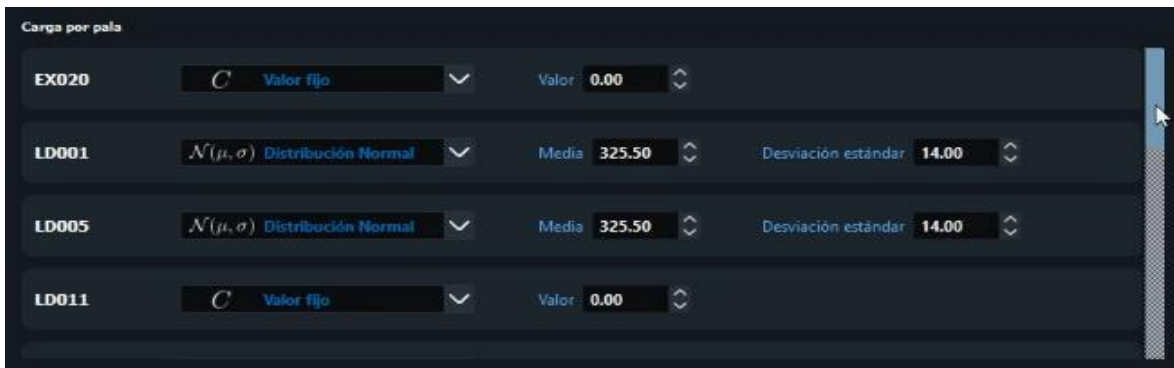 Carga por pala
EX020 C Valor fijo Valor 0.00
LD001 N(μ, σ) Distribución Normal Media 325.50 Desviación estándar 14.00
LD005 N(μ, σ) Distribución Normal Media 325.50 Desviación estándar 14.00
LD011 C Valor fijo Valor 0.00